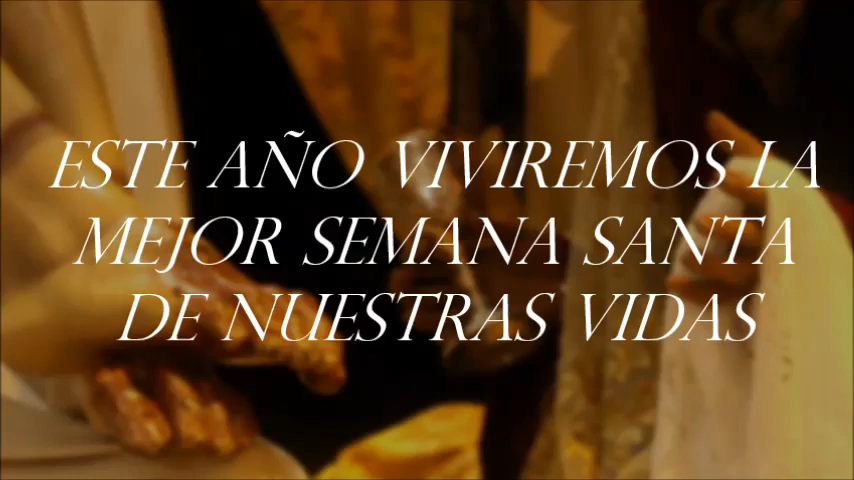 ESTE AÑO VIVIREMOS LA
MEJOR SEMANA SANTA
DE NUESTRAS VIDAS